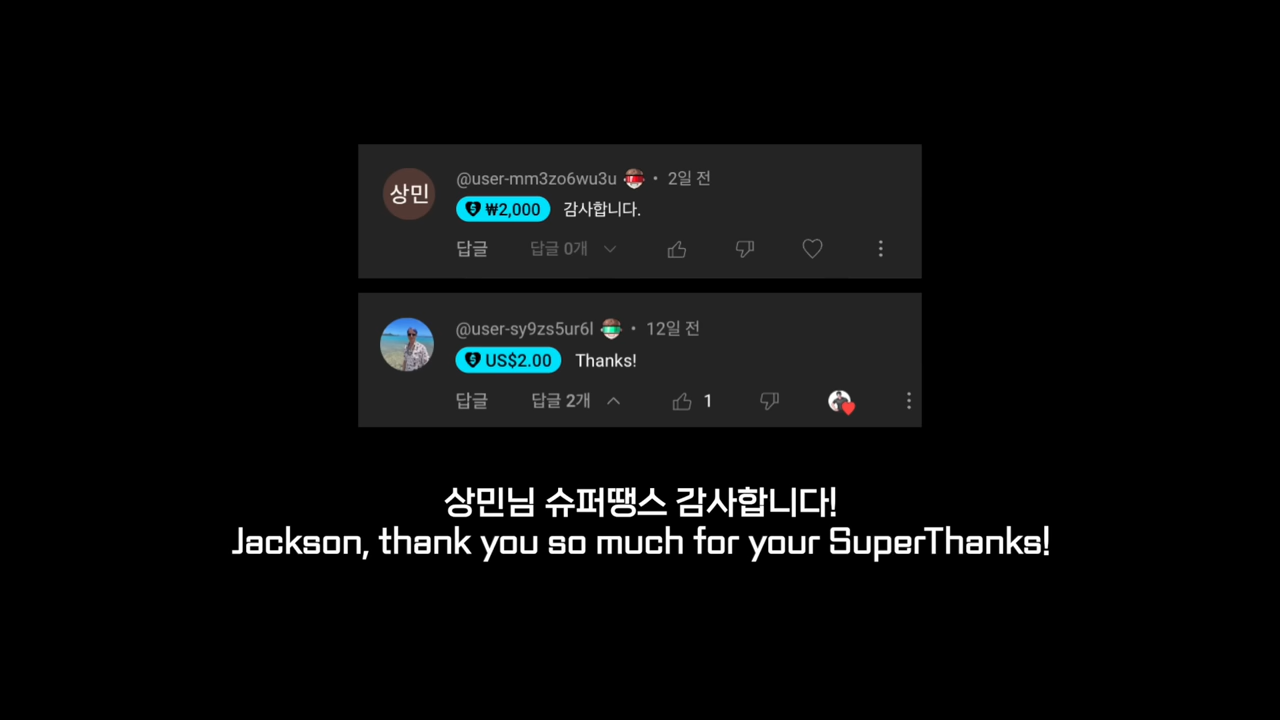 상민
@user-mm3zo6wu3u • 2일 전
₩2,000 감사합니다.
답글 답글 0개
@user-sy9zs5ur6l • 12일 전
US$2.00 Thanks!
답글 답글 2개 1
상민님 슈퍼땡스 감사합니다!
Jackson, thank you so much for your SuperThanks!